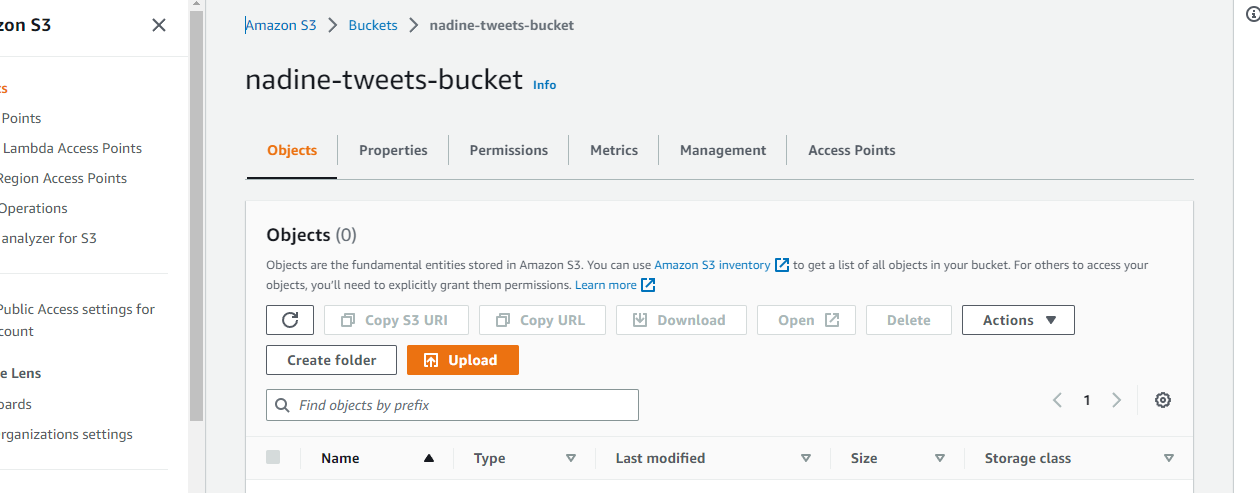 zon S3
ts
Points
Lambda Access Points
Region Access Points
Operations
analyzer for S3
Public Access settings for
count
e Lens
oards
rganizations settings
Amazon S3 > Buckets > nadine-tweets-bucket
nadine-tweets-bucket Info
Objects Properties Permissions Metrics Management Access Points
Objects (0)
Objects are the fundamental entities stored in Amazon S3. You can use Amazon S3 inventory to get a list of all objects in your bucket. For others to access your
objects, you'll need to explicitly grant them permissions. Learn more
Copy S3 URI Copy URL Download Open Delete Actions
Create folder Upload
Find objects by prefix 1
Name Type Last modified Size Storage class